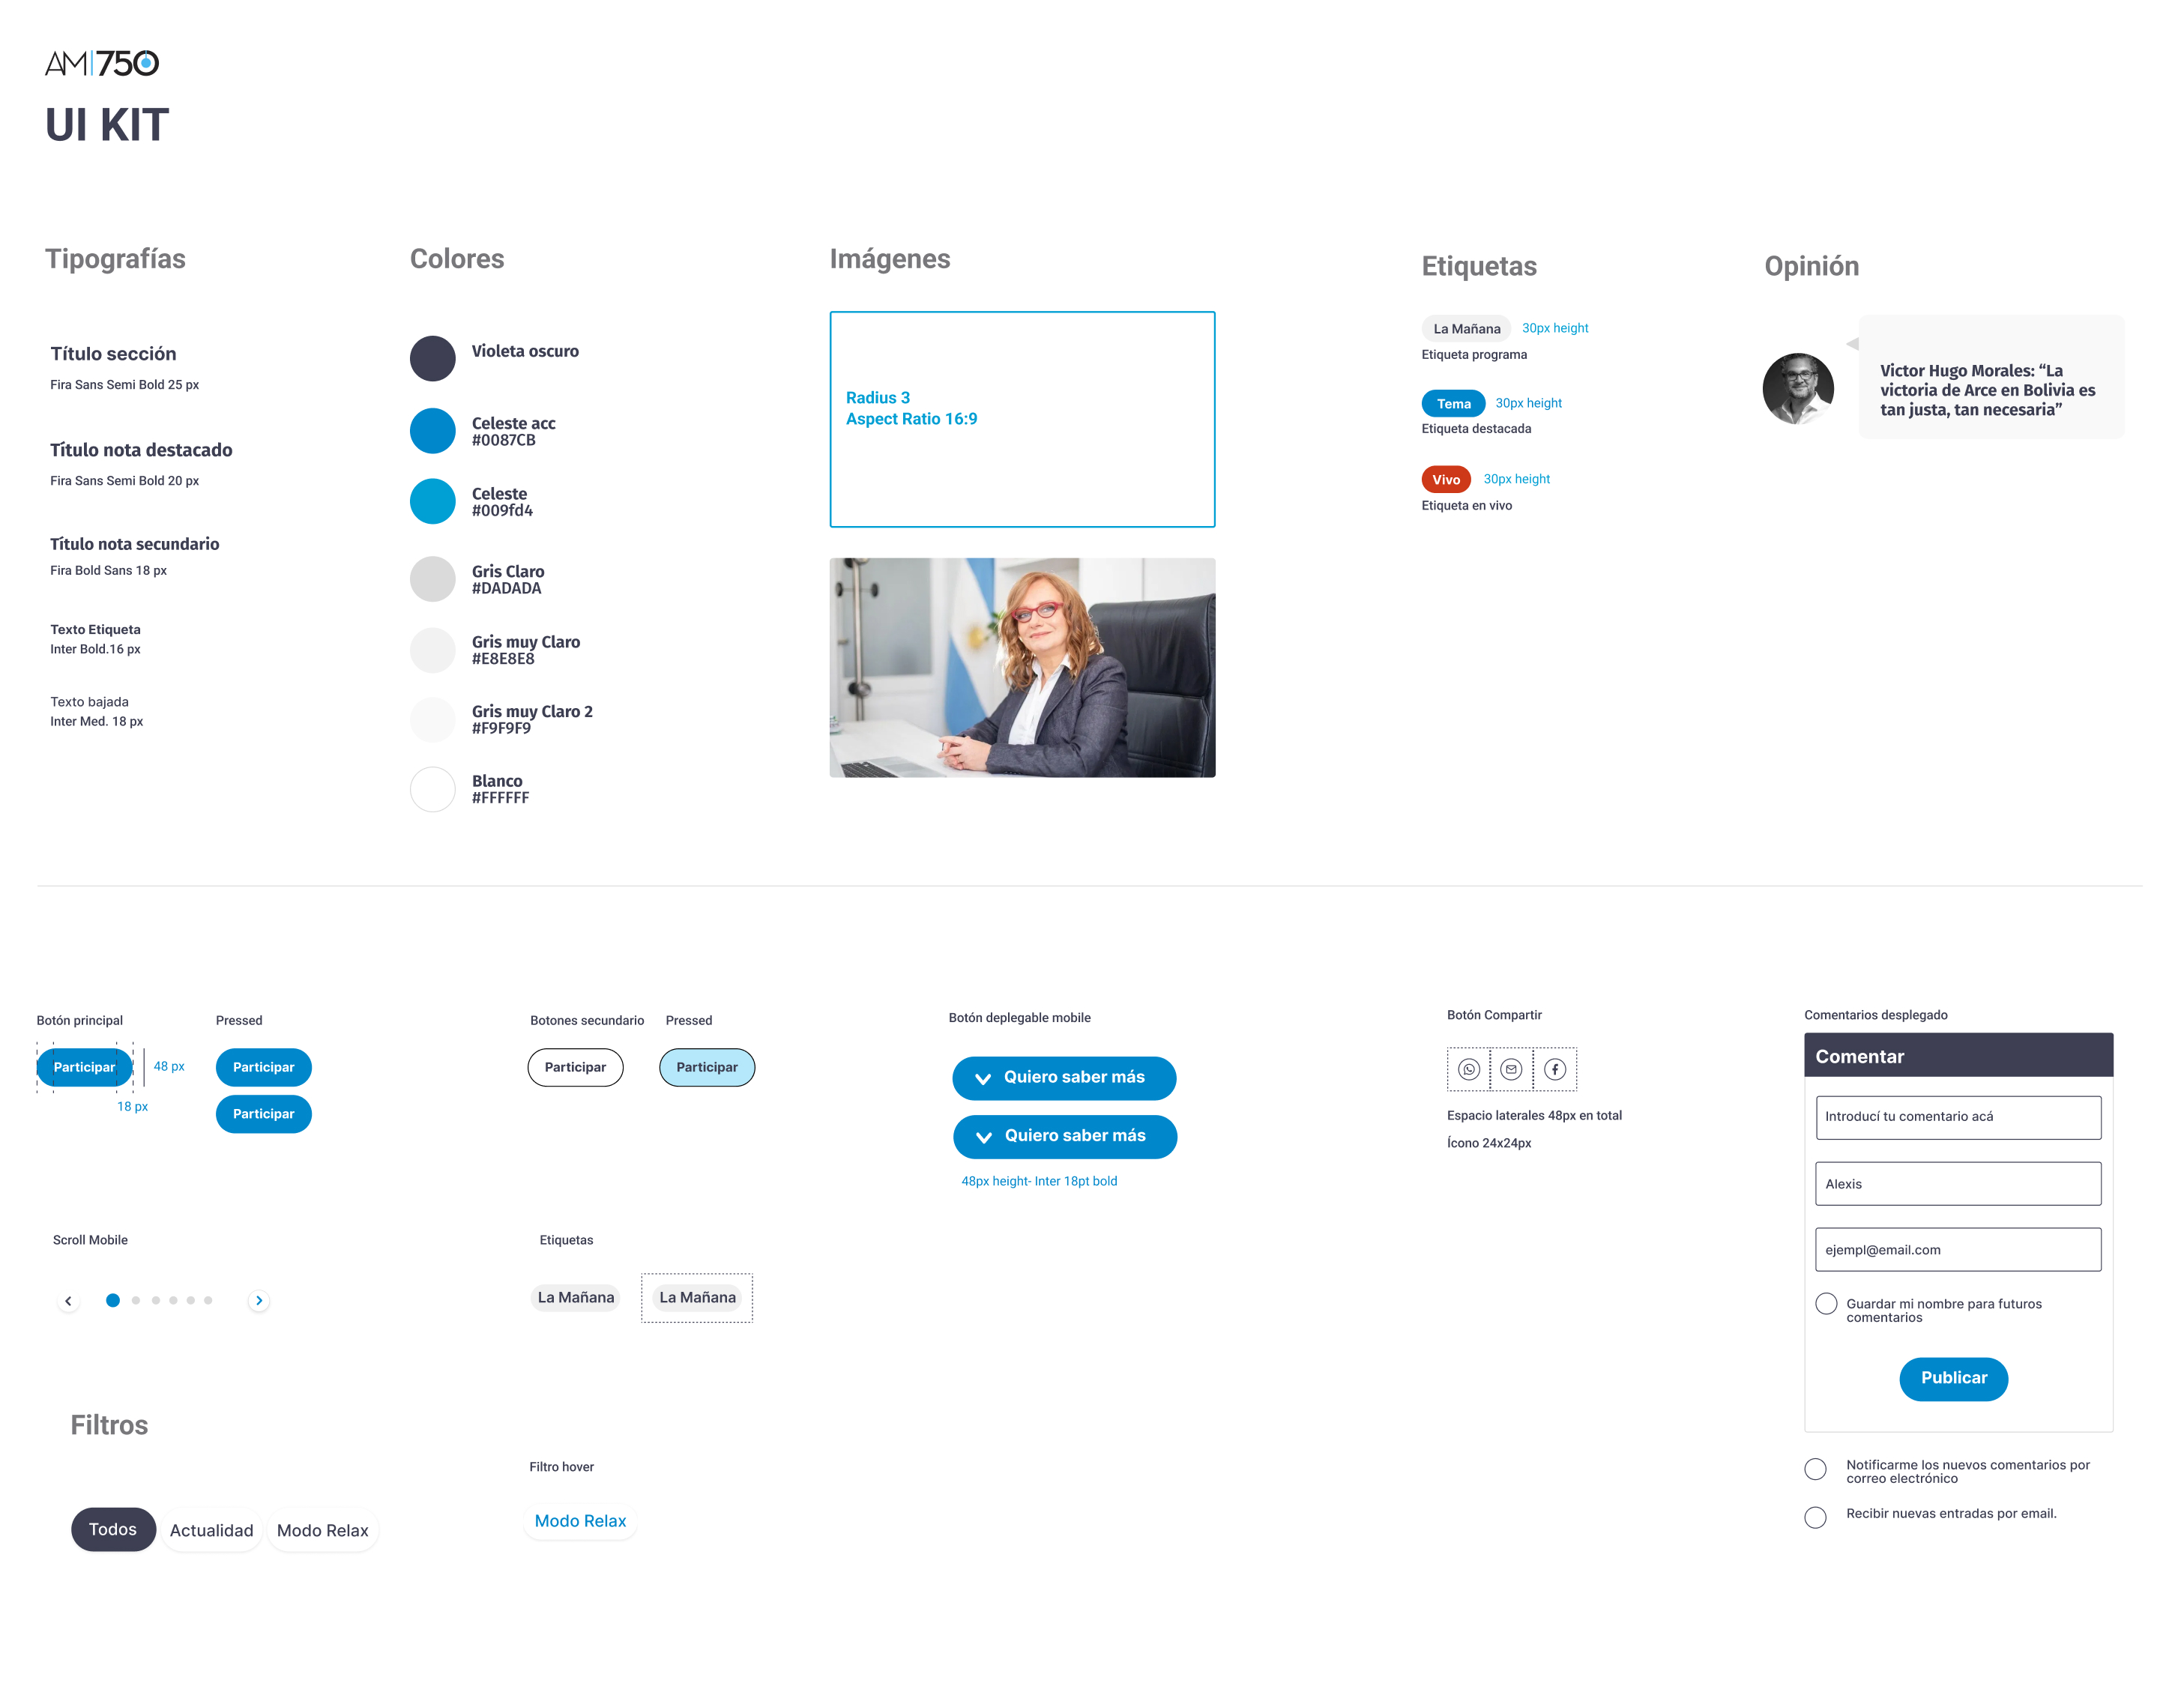 AM|750
UI KIT
Tipografías
Título sección
Fira Sans Semi Bold 25 px
Título nota destacado
Fira Sans Semi Bold 20 px
Título nota secundario
Fira Bold Sans 18 px
Texto Etiqueta
Inter Bold.16 px
Texto bajada
Inter Med. 18 px
Colores
Violeta oscuro
Celeste acc
#0087CB
Celeste
#009fd4
Gris Claro
#DADADA
Gris muy Claro
#E8E8E8
Gris muy Claro 2
#F9F9F9
Blanco
#FFFFFF
Imágenes
Radius 3
Aspect Ratio 16:9
Etiquetas
La Mañana 30px height
Etiqueta programa
Tema 30px height
Etiqueta destacada
Vivo 30px height
Etiqueta en vivo
Opinión
Victor Hugo Morales: “La
victoria de Arce en Bolivia es
tan justa, tan necesaria”
Botón principal
Participar
48 px
18 px
Pressed
Participar
Participar
Botones secundario
Participar
Pressed
Participar
Botón deplegable mobile
Quiero saber más
Quiero saber más
48px height- Inter 18pt bold
Botón Compartir
Espacio laterales 48px en total
Ícono 24x24px
Comentarios desplegado
Comentar
Introducí tu comentario acá
Alexis
ejempl@email.com
Guardar mi nombre para futuros
comentarios
Publicar
Notificarme los nuevos comentarios por
correo electrónico
Recibir nuevas entradas por email.
Scroll Mobile
Etiquetas
La Mañana
La Mañana
Filtros
Todos
Actualidad
Modo Relax
Filtro hover
Modo Relax